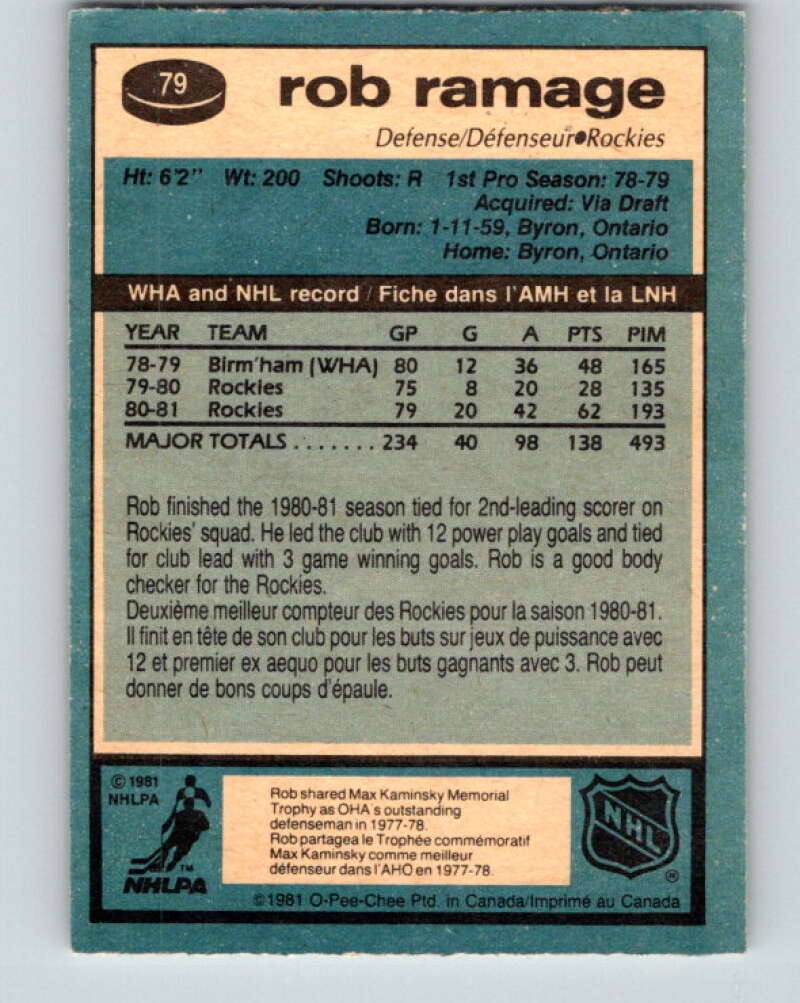 79
rob ramage
Defense/Défenseur●Rockies
Ht: 6'2" Wt: 200 Shoots: R 1st Pro Season: 78-79
Acquired: Via Draft
Born: 1-11-59, Byron, Ontario
Home: Byron, Ontario
WHA and NHL record / Fiche dans l'AMH et la LNH
YEAR TEAM GP G A PTS PIM
78-79 Birm'ham (WHA) 80 12 36 48 165
79-80 Rockies 75 8 20 28 135
80-81 Rockies 79 20 42 62 193
MAJOR TOTALS ....... 234 40 98 138 493
Rob finished the 1980-81 season tied for 2nd-leading scorer on
Rockies' squad. He led the club with 12 power play goals and tied
for club lead with 3 game winning goals. Rob is a good body
checker for the Rockies.
Deuxième meilleur compteur des Rockies pour la saison 1980-81.
Il finit en tête de son club pour les buts sur jeux de puissance avec
12 et premier ex aequo pour les buts gagnants avec 3. Rob peut
donner de bons coups d'épaule.
© 1981
NHLPA
TM
NHLPA
Rob shared Max Kaminsky Memorial
Trophy as OHA's outstanding
defenseman in 1977-78.
Rob partagea le Trophée commémoratif
Max Kaminsky comme meilleur
défenseur dans l'AHO en 1977-78.
NHL
®
©1981 O-Pee-Chee Ptd. in Canada/Imprimé au Canada